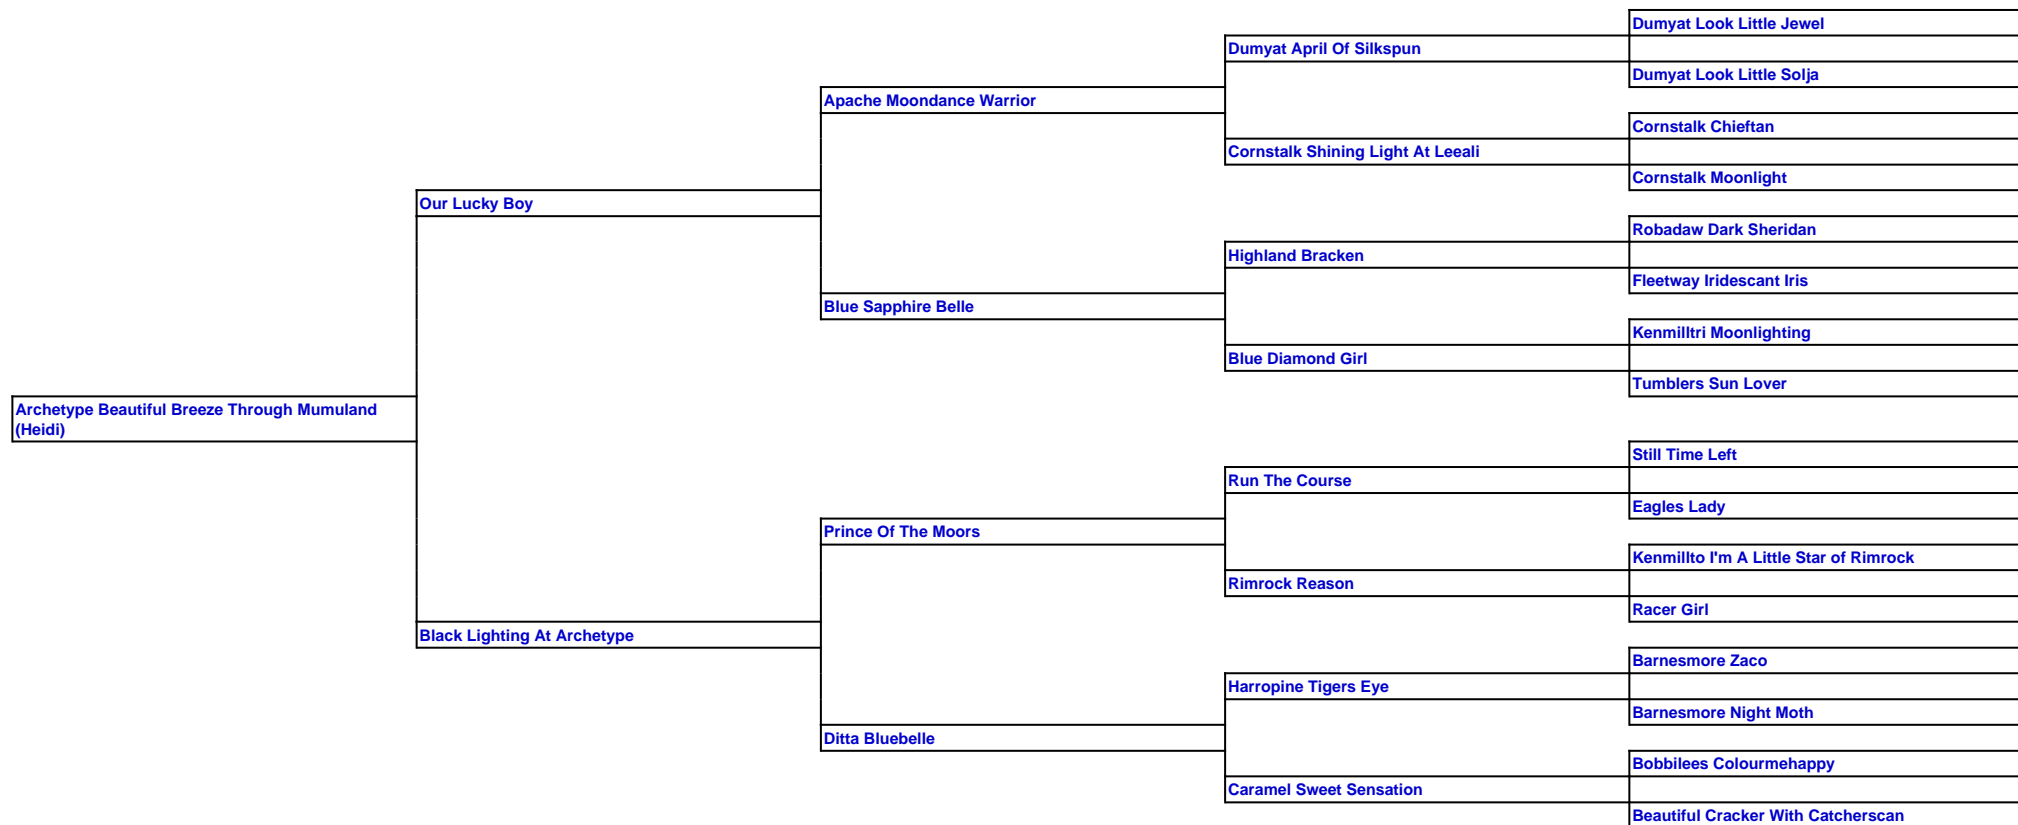 Dumyat Look Little Jewel
Dumyat April Of Silkspun
Dumyat Look Little Solja
Apache Moondance Warrior
Cornstalk Chieftan
Cornstalk Shining Light At Leeali
Cornstalk Moonlight
Our Lucky Boy
Robadaw Dark Sheridan
Highland Bracken
Fleetway Iridescant Iris
Blue Sapphire Belle
Kenmilltri Moonlighting
Blue Diamond Girl
Tumblers Sun Lover
Archetype Beautiful Breeze Through Mumuland
(Heidi)
Still Time Left
Run The Course
Eagles Lady
Prince Of The Moors
Kenmillto I'm A Little Star of Rimrock
Rimrock Reason
Racer Girl
Black Lighting At Archetype
Barnesmore Zaco
Harropine Tigers Eye
Barnesmore Night Moth
Ditta Bluebelle
Bobbilees Colourmehappy
Caramel Sweet Sensation
Beautiful Cracker With Catcherscan